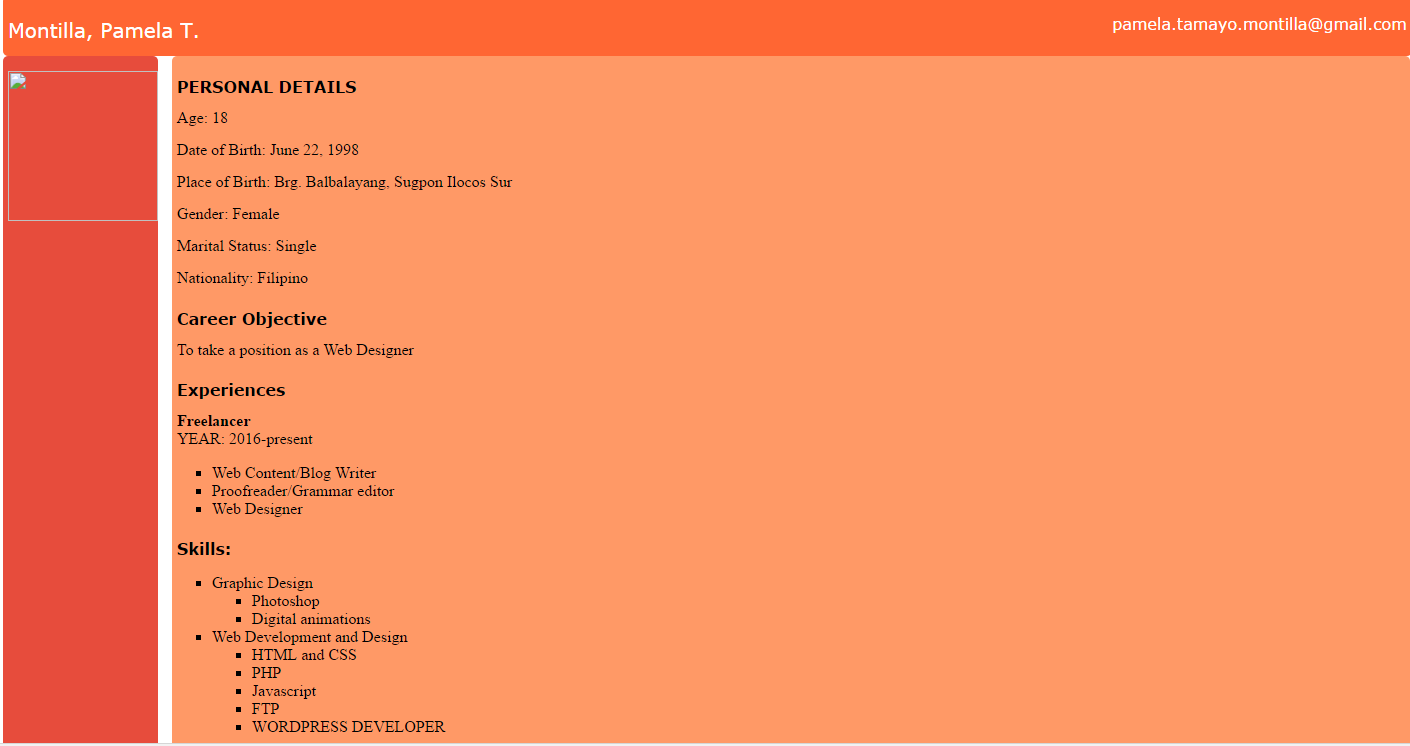 Montilla, Pamela T.
pamela.tamayo.montilla@gmail.com
PERSONAL DETAILS
Age: 18
Date of Birth: June 22, 1998
Place of Birth: Brg. Balbalayang, Sugpon Ilocos Sur
Gender: Female
Marital Status: Single
Nationality: Filipino
Career Objective
To take a position as a Web Designer
Experiences
Freelancer
YEAR: 2016-present
Web Content/Blog Writer
Proofreader/Grammar editor
Web Designer
Skills:
Graphic Design
Photoshop
Digital animations
Web Development and Design
HTML and CSS
PHP
Javascript
FTP
WORDPRESS DEVELOPER